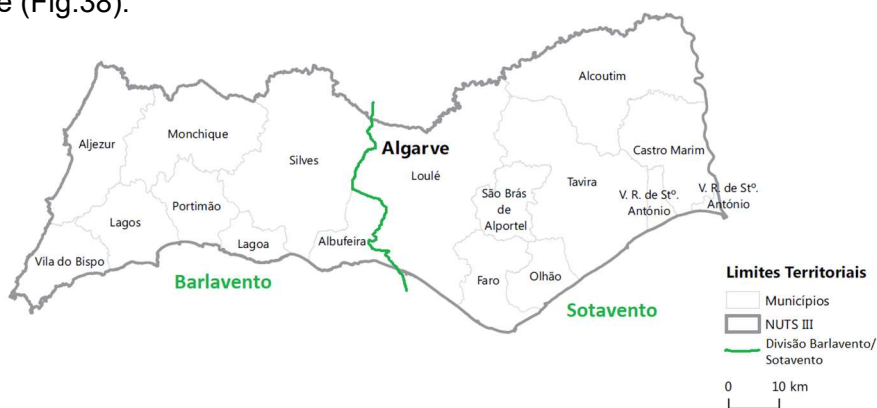 e (Fig.38).
Alcoutim
Aljezur
Monchique
Silves
Algarve
Loulé
Castro Marim
Tavira
São Brás
de
Alportel
V. R. de Stº.
António
V. R. de Stº.
António
Portimão
Lagos
Lagoa
Albufeira
Vila do Bispo
Faro
Olhão
Barlavento
Sotavento
Limites Territoriais
Municípios
NUTS III
Divisão Barlavento/
Sotavento
0 10 km